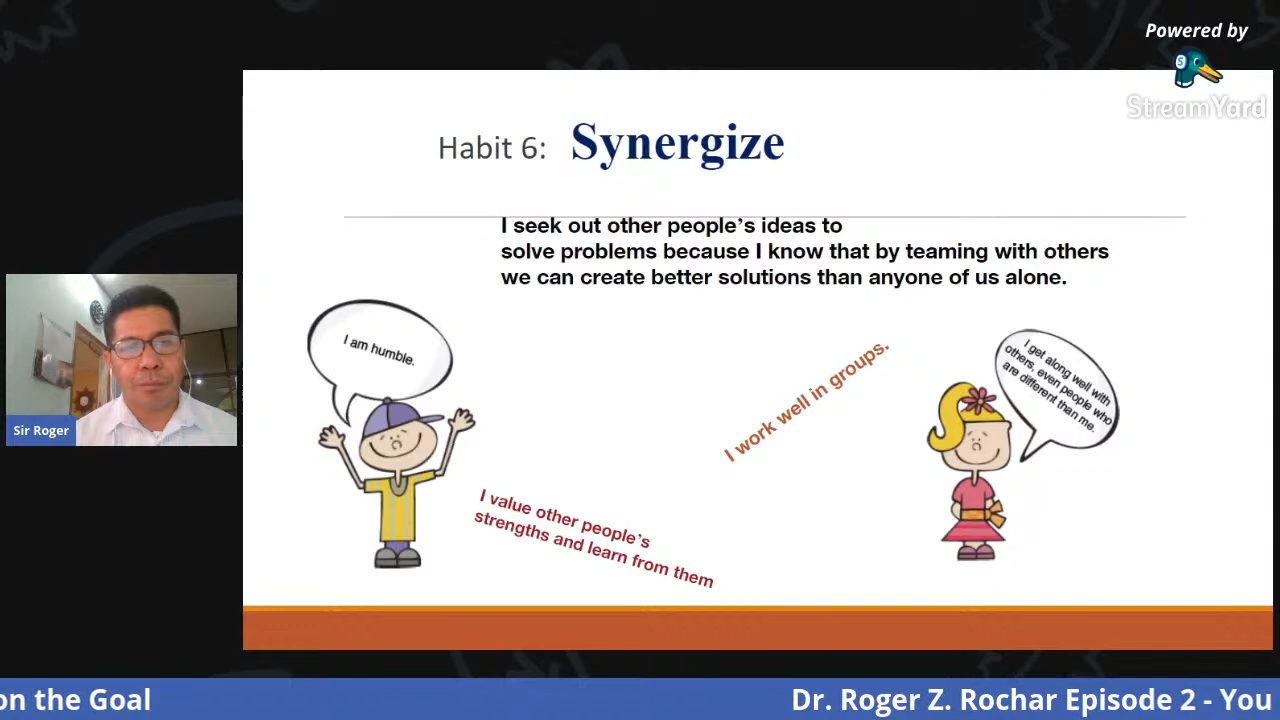 Powered by
StreamYard
Habit 6: Synergize
I seek out other people's ideas to
solve problems because I know that by teaming with others
we can create better solutions than anyone of us alone.
I am humble.
I work well in groups.
I get along well with
others, even people who
are different than me.
Sir Roger
I value other people's
strengths and learn from them
on the Goal
Dr. Roger Z. Rochar Episode 2 - You